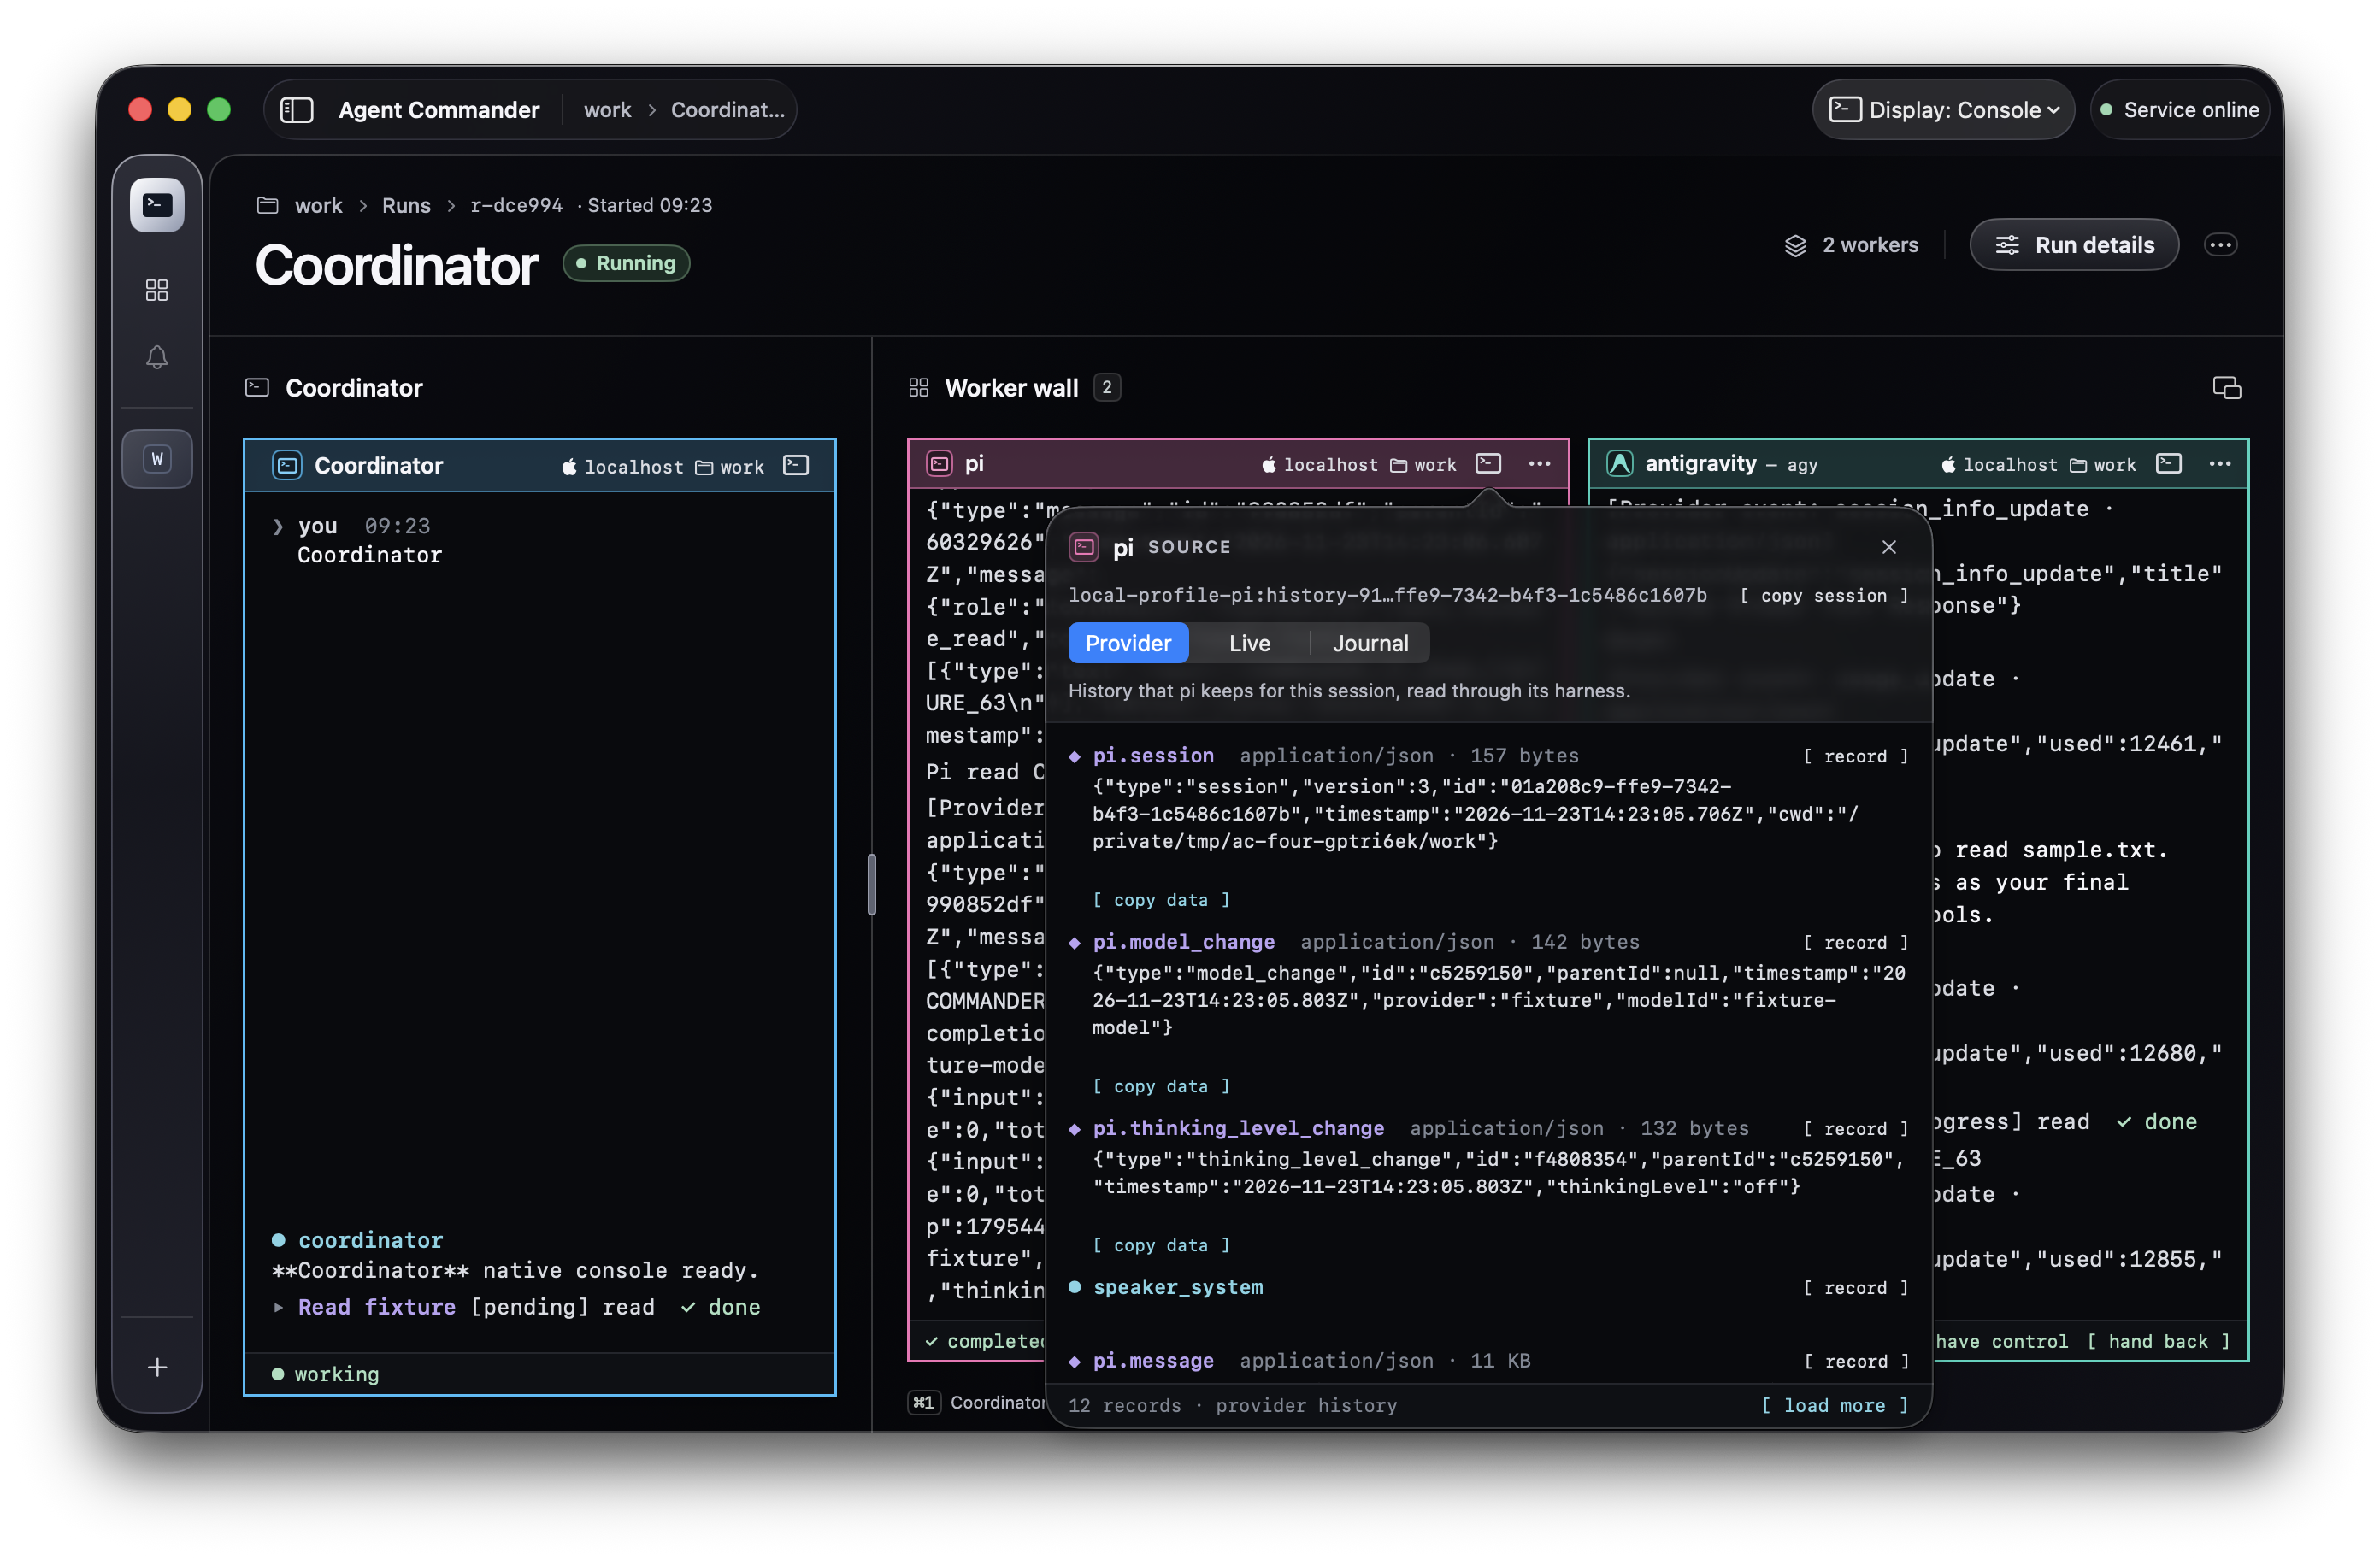 Agent Commander
work > Coordinat...
Display: Console
Service online
work > Runs > r-dce994 · Started 09:23
Coordinator
Running
2 workers
Run details
W
Coordinator
Worker wall 2
Coordinator
localhost work
❯ you 09:23
Coordinator
coordinator
**Coordinator** native console ready.
▸ Read fixture [pending] read ✓ done
working
pi
localhost work
60329626"
Z","messa
{"role":"
e_read","
[{"type":
URE_63\n"
mestamp":
Pi read
[Provider
applicati
{"type":"
990852df"
Z","messa
[{"type":
COMMANDER
completio
ture-mode
{"input":
e":0,"tot
{"input":
e":0,"tot
p":179544
fixture",
,"thinkin
✓ completed
⌘1 Coordinator
pi SOURCE
local-profile-pi:history-91…ffe9-7342-b4f3-1c5486c1607b [ copy session ]
Provider Live Journal
History that pi keeps for this session, read through its harness.
◆ pi.session application/json · 157 bytes [ record ]
{"type":"session","version":3,"id":"01a208c9-ffe9-7342-
b4f3-1c5486c1607b","timestamp":"2026-11-23T14:23:05.706Z","cwd":"/
private/tmp/ac-four-gptri6ek/work"}
[ copy data ]
◆ pi.model_change application/json · 142 bytes [ record ]
{"type":"model_change","id":"c5259150","parentId":null,"timestamp":"20
26-11-23T14:23:05.803Z","provider":"fixture","modelId":"fixture-
model"}
[ copy data ]
◆ pi.thinking_level_change application/json · 132 bytes [ record ]
{"type":"thinking_level_change","id":"f4808354","parentId":"c5259150",
"timestamp":"2026-11-23T14:23:05.803Z","thinkingLevel":"off"}
[ copy data ]
speaker_system [ record ]
◆ pi.message application/json · 11 KB [ record ]
12 records · provider history [ load more ]
antigravity – agy
localhost work
[Provider event: session_info_update ·
_info_update","title"
ponse"}
pdate ·
update","used":12461,"
read sample.txt.
s as your final
ools.
pdate ·
update","used":12680,"
ogress] read ✓ done
E_63
pdate ·
update","used":12855,"
have control [ hand back ]